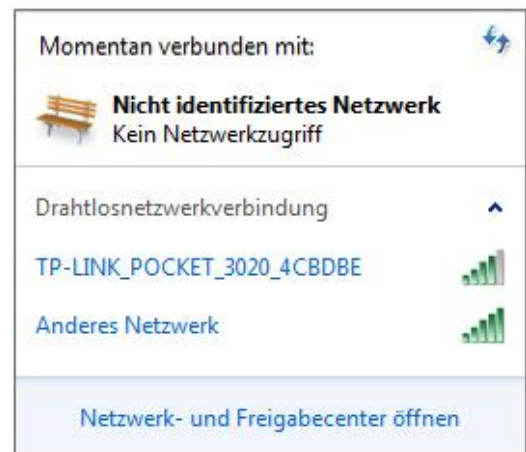 Momentan verbunden mit:
Nicht identifiziertes Netzwerk
Kein Netzwerkzugriff
Drahtlosnetzwerkverbindung
TP-LINK_POCKET_3020_4CBDBE
Anderes Netzwerk
Netzwerk- und Freigabecenter öffnen